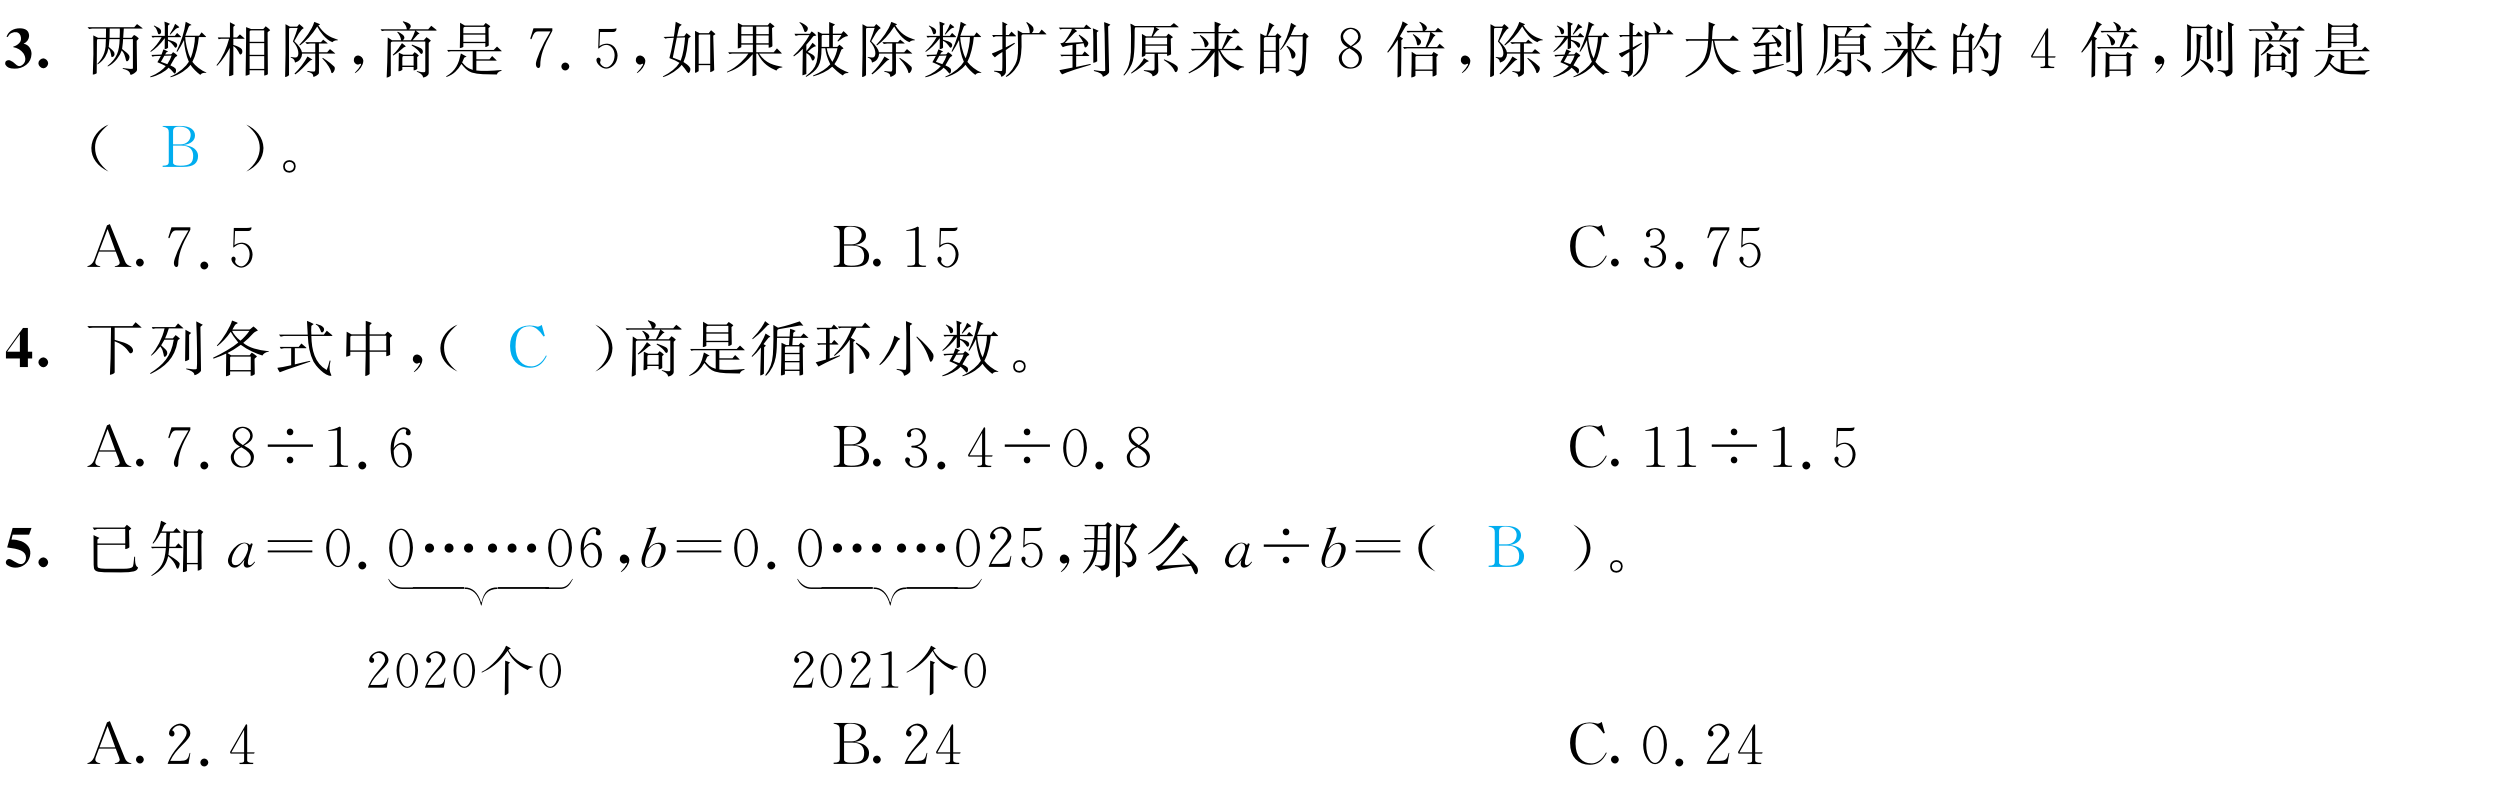 3. 两数相除,商是7.5,如果被除数扩大到原来的8倍,除数扩大到原来的4倍,则商是
( B )。
A. 7.5 B. 15 C. 3.75
4. 下列各式中,( C )商是楷数最小。
A. 7.8÷1.6 B. 3.4÷0.8 C. 11÷1.5
5. 已知 a=0.0……06,b=0.0……025,那么 a÷b=( B )。
2020个0 2021个0
A. 2.4 B. 24 C. 0.24